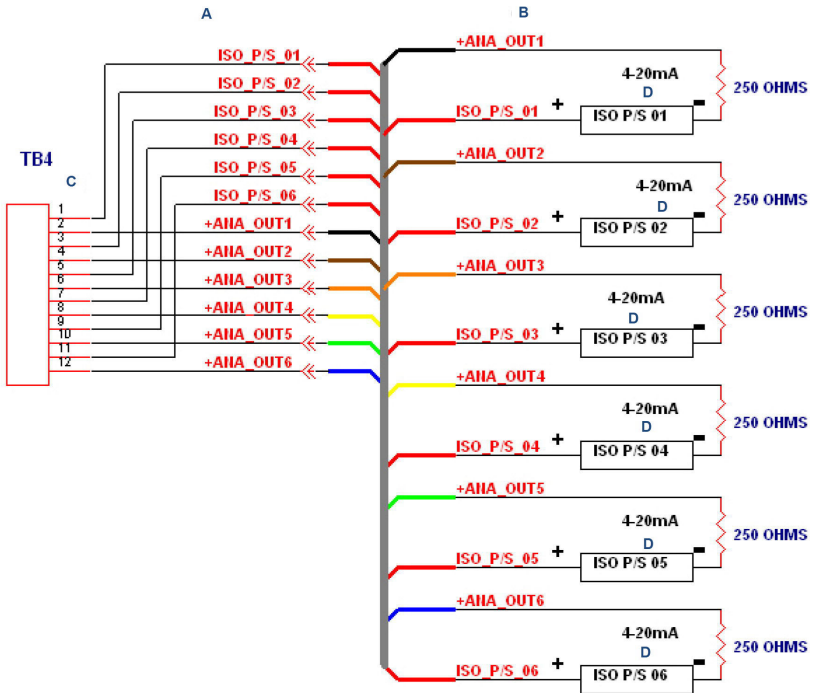 A
B
ISO_P/S_01
ISO_P/S_02
ISO_P/S_03
ISO_P/S_04
ISO_P/S_05
ISO_P/S_06
+ANA_OUT1
+ANA_OUT2
+ANA_OUT3
+ANA_OUT4
+ANA_OUT5
+ANA_OUT6
TB4
C
1
2
3
4
5
6
7
8
9
10
11
12
+ANA_OUT1
4-20mA
D
250 OHMS
ISO_P/S_01
+
ISO P/S 01
-
+ANA_OUT2
4-20mA
D
250 OHMS
ISO_P/S_02
+
ISO P/S 02
-
+ANA_OUT3
4-20mA
D
250 OHMS
ISO_P/S_03
+
ISO P/S 03
-
+ANA_OUT4
4-20mA
D
250 OHMS
ISO_P/S_04
+
ISO P/S 04
-
+ANA_OUT5
4-20mA
D
250 OHMS
ISO_P/S_05
+
ISO P/S 05
-
+ANA_OUT6
4-20mA
D
250 OHMS
ISO_P/S_06
+
ISO P/S 06
-